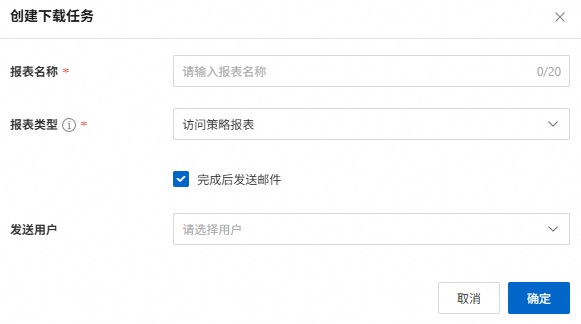 创建下载任务
报表名称 *
请输入报表名称 0/20
报表类型 *
访问策略报表
完成后发送邮件
发送用户
请选择用户
取消
确定